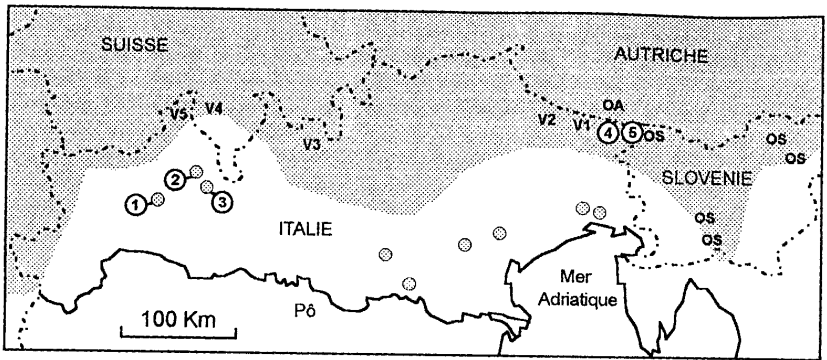 SUISSE
AUTRICHE
V5 V4
OA
V2 V1
4 5 OS
OS
V3
OS
2
SLOVENIE
1 3
ITALIE
OS
OS
Mer
Adriatique
Pô
100 Km